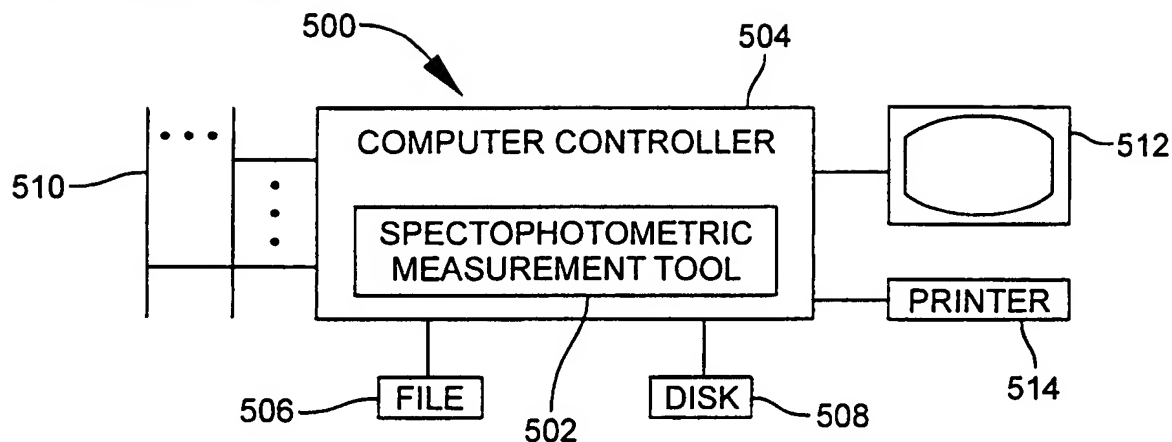 500
504
COMPUTER CONTROLLER
512
510
SPECTOPHOTOMETRIC
MEASUREMENT TOOL
PRINTER
514
506
FILE
502
DISK
508